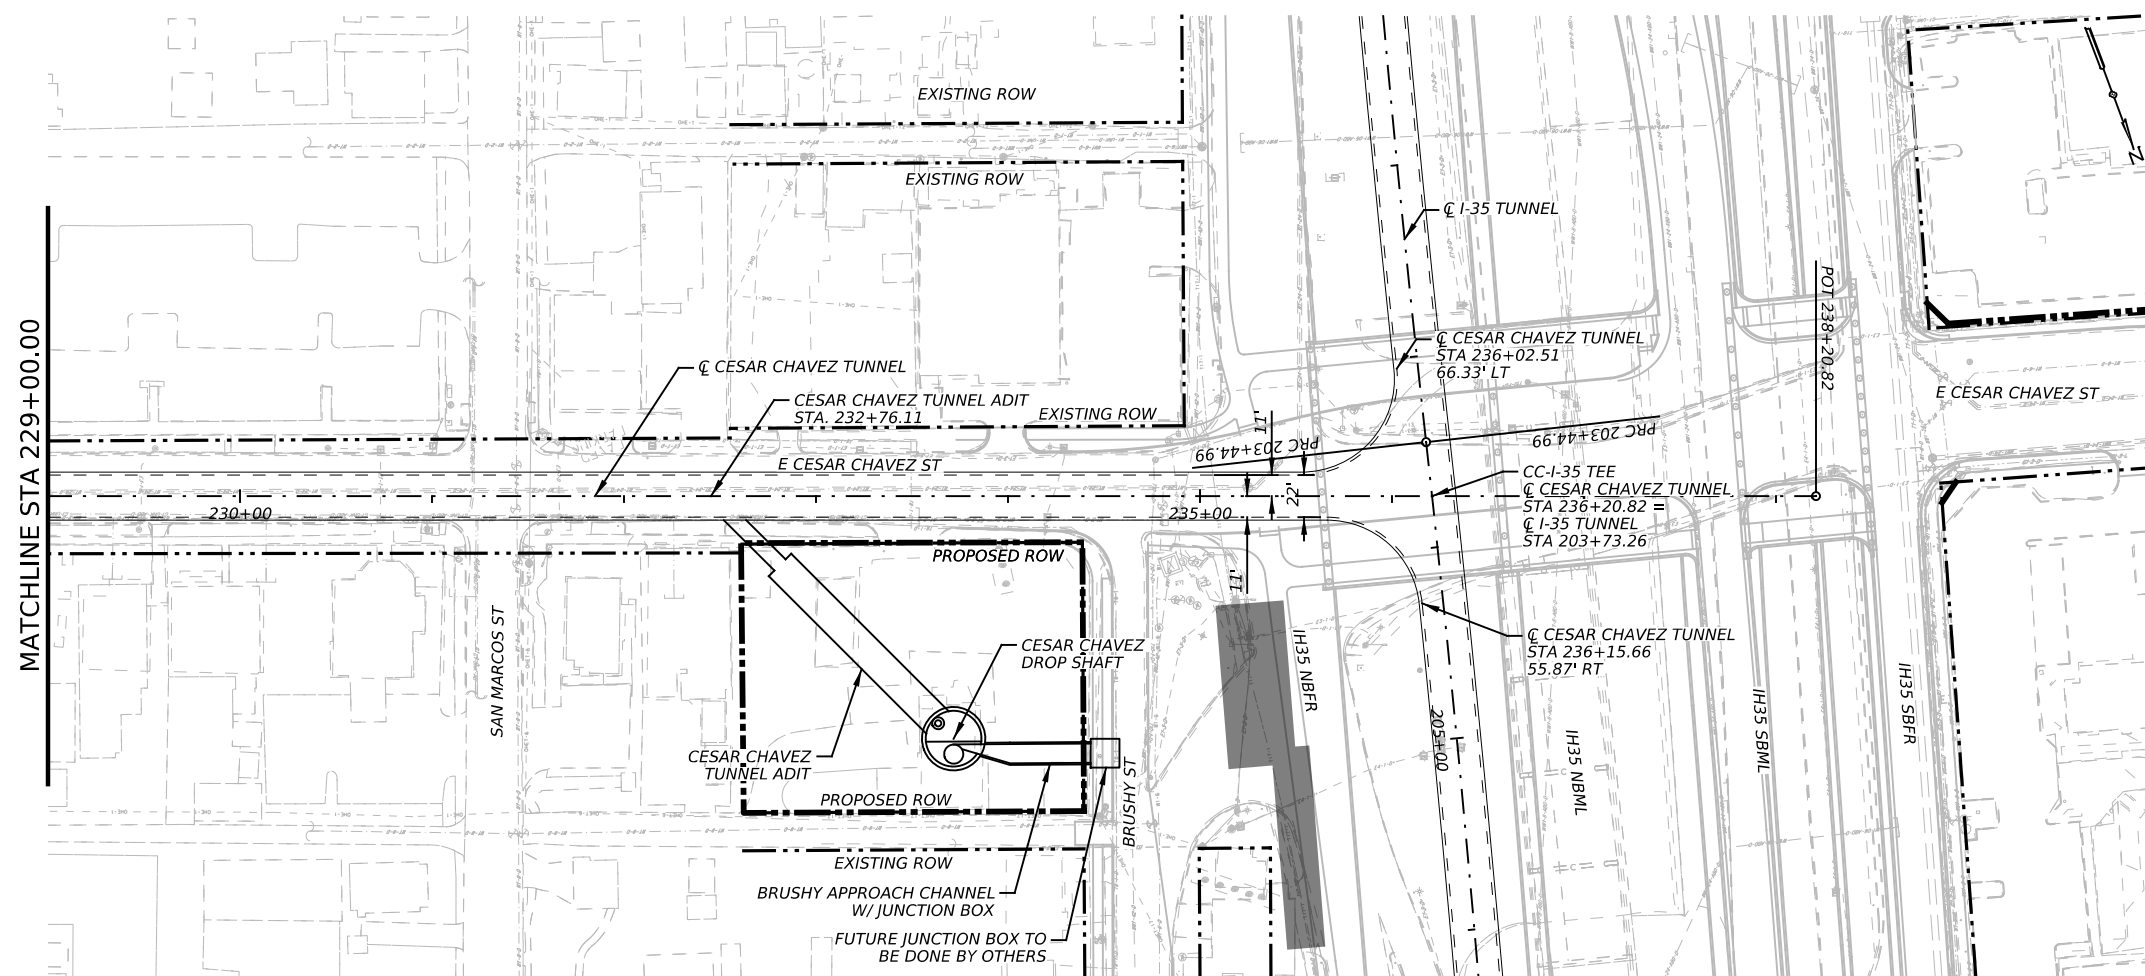 EXISTING ROW
EXISTING ROW
℄ I-35 TUNNEL
POT 238+20.82
℄ CESAR CHAVEZ TUNNEL
STA 236+02.51
66.33' LT
℄ CESAR CHAVEZ TUNNEL
CESAR CHAVEZ TUNNEL ADIT
STA. 232+76.11
EXISTING ROW
E CESAR CHAVEZ ST
MATCHLINE STA 229+00.00
11'
PRC 203+44.99
PRC 203+44.99
E CESAR CHAVEZ ST
CC-I-35 TEE
℄ CESAR CHAVEZ TUNNEL
STA 236+20.82 =
℄ I-35 TUNNEL
STA 203+73.26
22'
230+00
235+00
11'
PROPOSED ROW
SAN MARCOS ST
CESAR CHAVEZ
DROP SHAFT
IH35 NBFR
℄ CESAR CHAVEZ TUNNEL
STA 236+15.66
55.87' RT
IH35 SBFR
IH35 SBML
205+00
IH35 NBML
CESAR CHAVEZ
TUNNEL ADIT
BRUSHY ST
PROPOSED ROW
EXISTING ROW
BRUSHY APPROACH CHANNEL
W/ JUNCTION BOX
FUTURE JUNCTION BOX TO
BE DONE BY OTHERS
N